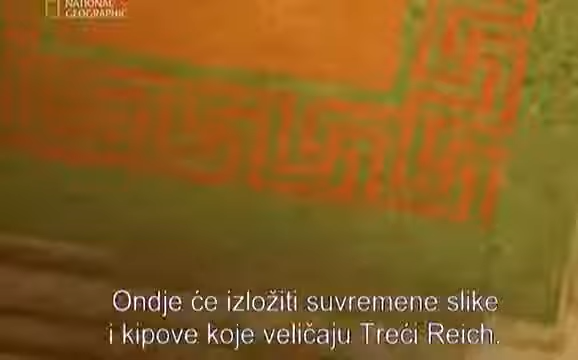 NATIONAL
GEOGRAPHIC
Ondje će izložiti suvremene slike
i kipove koje veličaju Treći Reich.